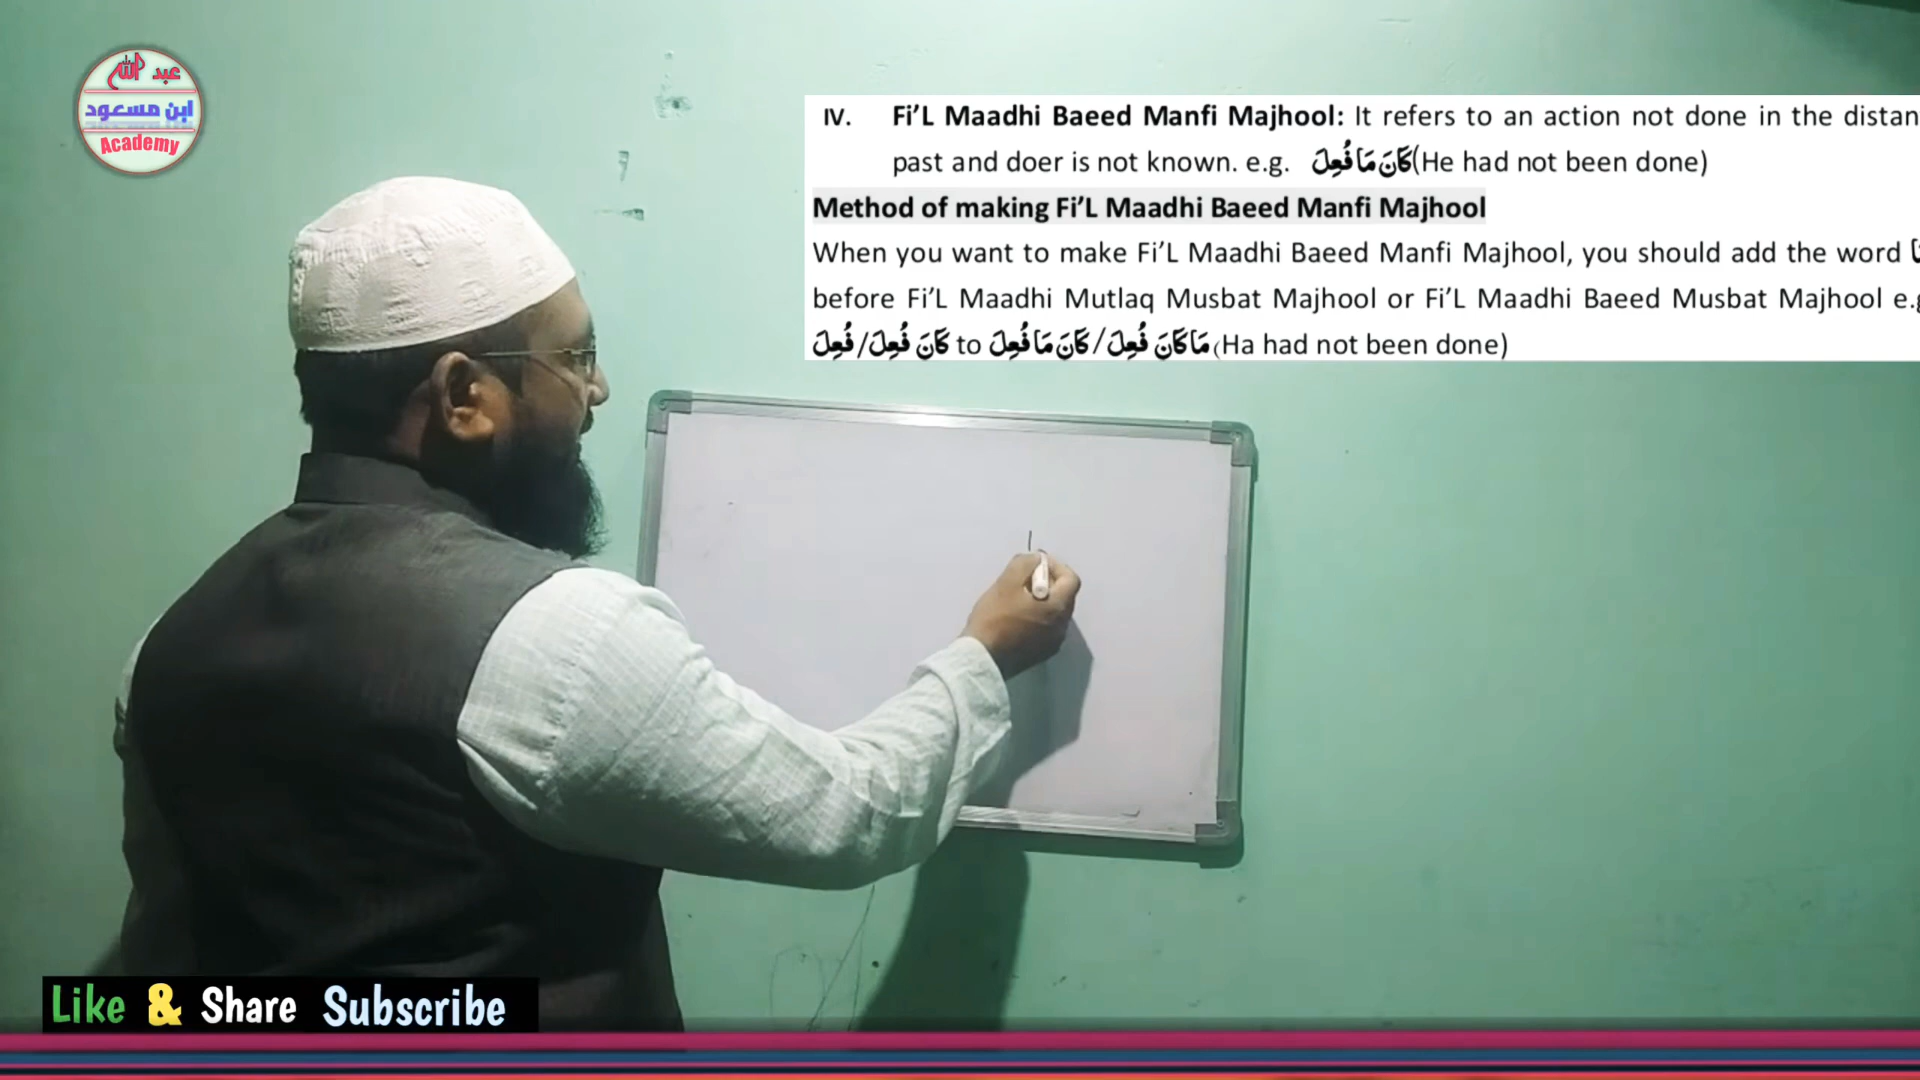 عبد الله
ابن مسعود
Academy
IV. Fi’L Maadhi Baeed Manfi Majhool: It refers to an action not done in the distan
past and doer is not known. e.g. كَانَ مَا فُعِلَ(He had not been done)
Method of making Fi’L Maadhi Baeed Manfi Majhool
When you want to make Fi’L Maadhi Baeed Manfi Majhool, you should add the word
before Fi’L Maadhi Mutlaq Musbat Majhool or Fi’L Maadhi Baeed Musbat Majhool e.g
كَانَ فُعِلَ/ فُعِلَ to مَا كَانَ فُعِلَ/ كَانَ مَا فُعِلَ (Ha had not been done)
Like & Share Subscribe